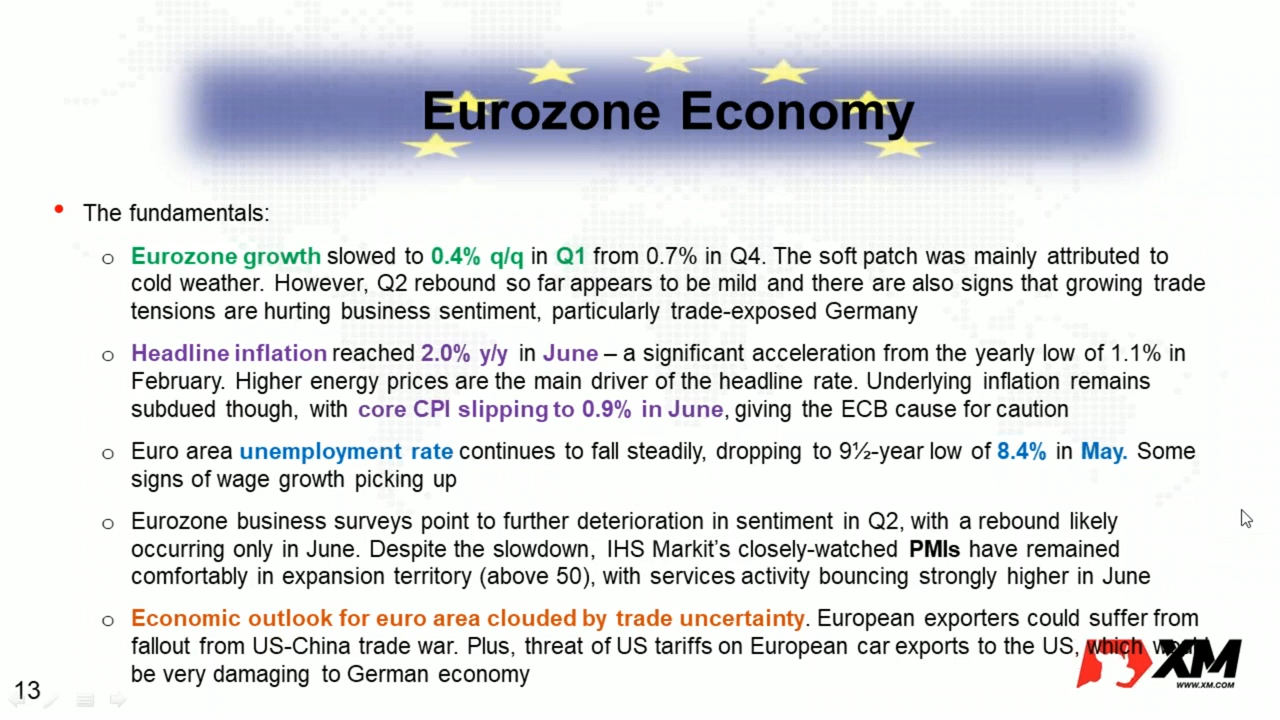 Eurozone Economy
• The fundamentals:
o Eurozone growth slowed to 0.4% q/q in Q1 from 0.7% in Q4. The soft patch was mainly attributed to
cold weather. However, Q2 rebound so far appears to be mild and there are also signs that growing trade
tensions are hurting business sentiment, particularly trade-exposed Germany
o Headline inflation reached 2.0% y/y in June – a significant acceleration from the yearly low of 1.1% in
February. Higher energy prices are the main driver of the headline rate. Underlying inflation remains
subdued though, with core CPI slipping to 0.9% in June, giving the ECB cause for caution
o Euro area unemployment rate continues to fall steadily, dropping to 9½-year low of 8.4% in May. Some
signs of wage growth picking up
o Eurozone business surveys point to further deterioration in sentiment in Q2, with a rebound likely
occurring only in June. Despite the slowdown, IHS Markit’s closely-watched PMIs have remained
comfortably in expansion territory (above 50), with services activity bouncing strongly higher in June
o Economic outlook for euro area clouded by trade uncertainty. European exporters could suffer from
fallout from US-China trade war. Plus, threat of US tariffs on European car exports to the US, which would
be very damaging to German economy
XM
WWW.XM.COM
13